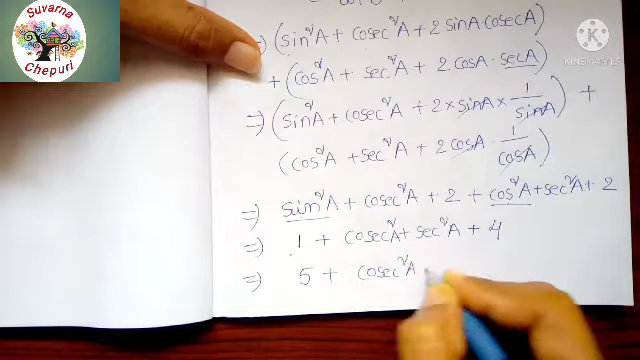 Suvarna
Chepuri
KINEMASTER
⇒ (sin²A + cosec²A + 2 sinA cosecA)
+ (cos²A + sec²A + 2 cosA · secA)
⇒ (sin²A + cosec²A + 2 × sinA × 1/sinA) +
(cos²A + sec²A + 2 cosA · 1/cosA)
⇒ sin²A + cosec²A + 2 + cos²A + sec²A + 2
⇒ 1 + cosec²A + sec²A + 4
⇒ 5 + cosec²A